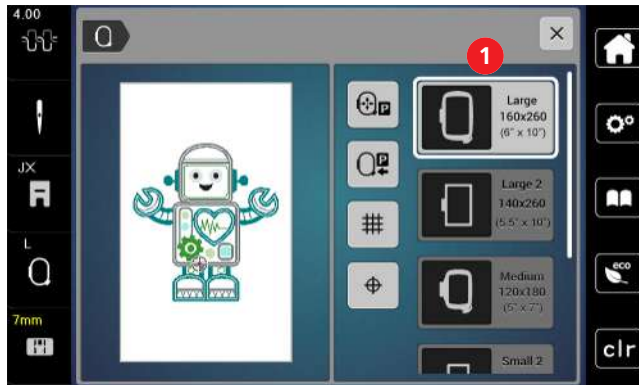 4.00
JX
L
7mm
P
P
1
Large
160x260
(6" x 10")
Large 2
140x260
(5.5" x 10")
Medium
120x180
(5" x 7")
Small 2
eco
clr